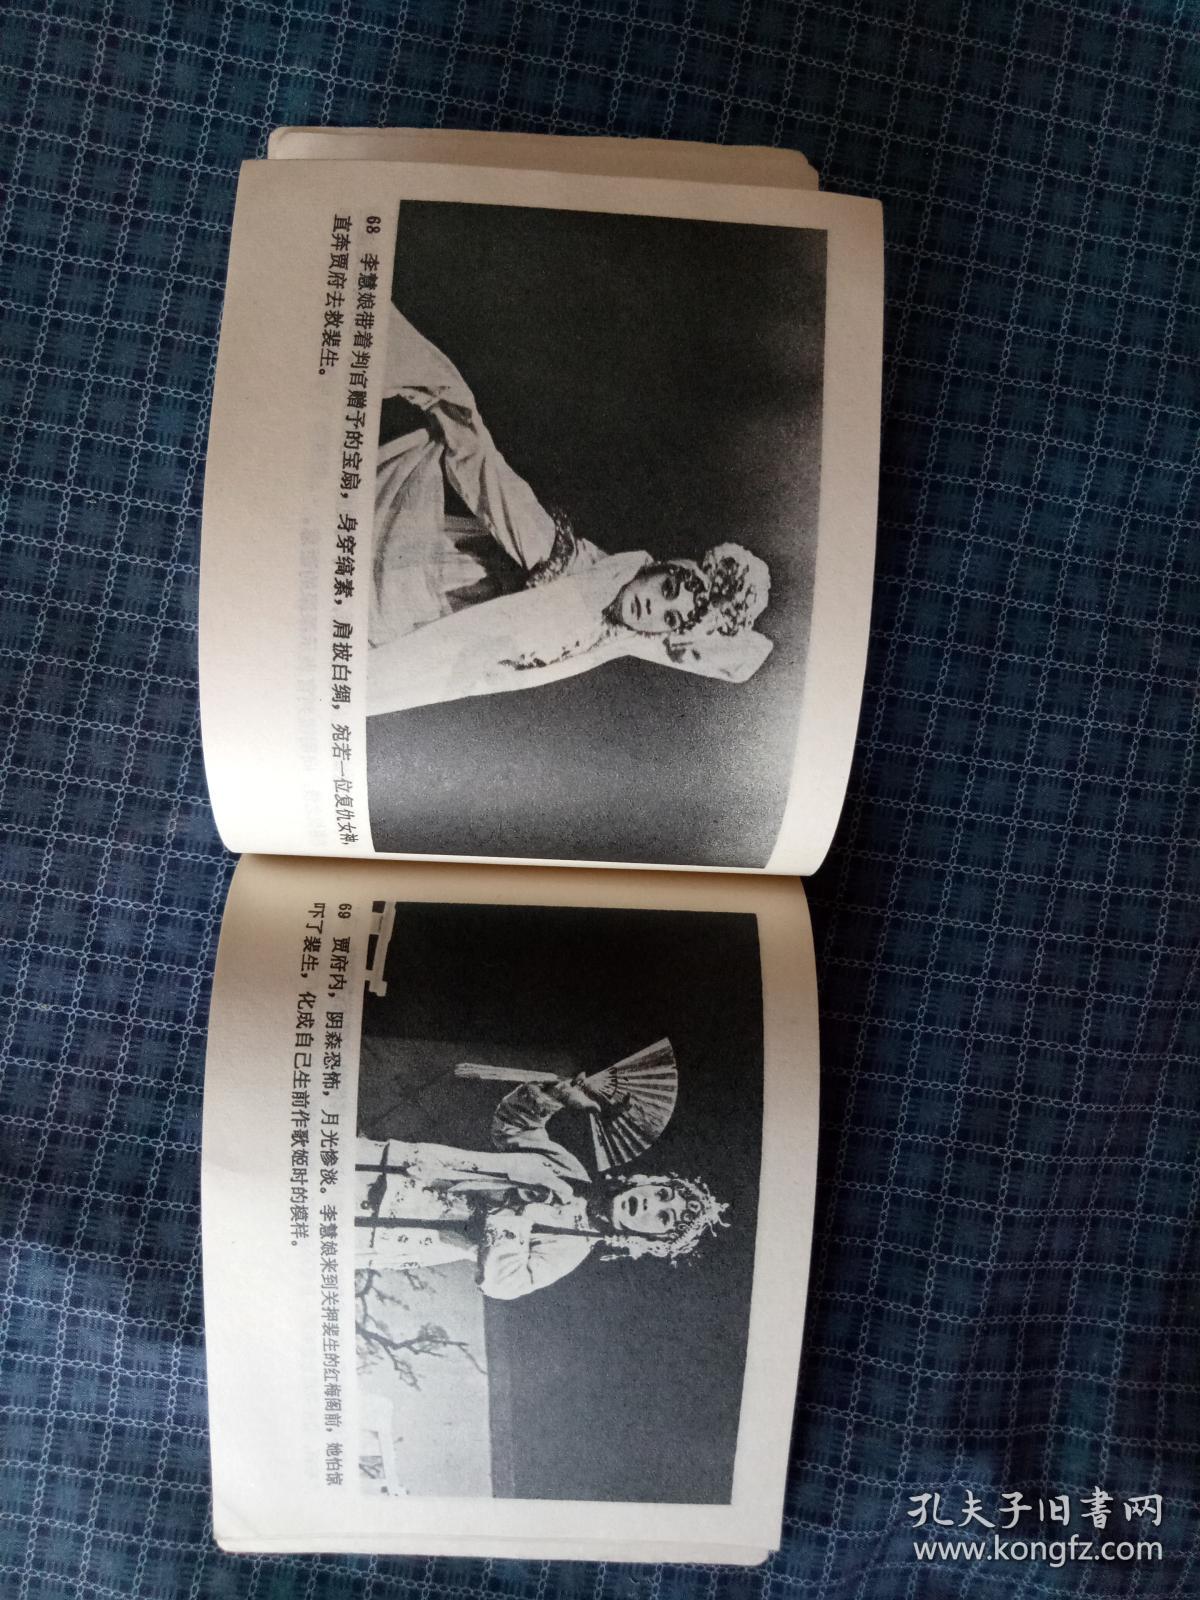 68 李慧娘带着判官赠予的宝扇，身穿缟素，肩披白绸，宛若一位复仇女神，
直奔贾府去救裴生。
69 贾府内，阴森恐怖，月光惨淡。李慧娘来到关押裴生的红梅阁前，她怕惊
吓了裴生，化成自己生前作歌姬时的模样。
孔夫子旧書网
www.kongfz.com